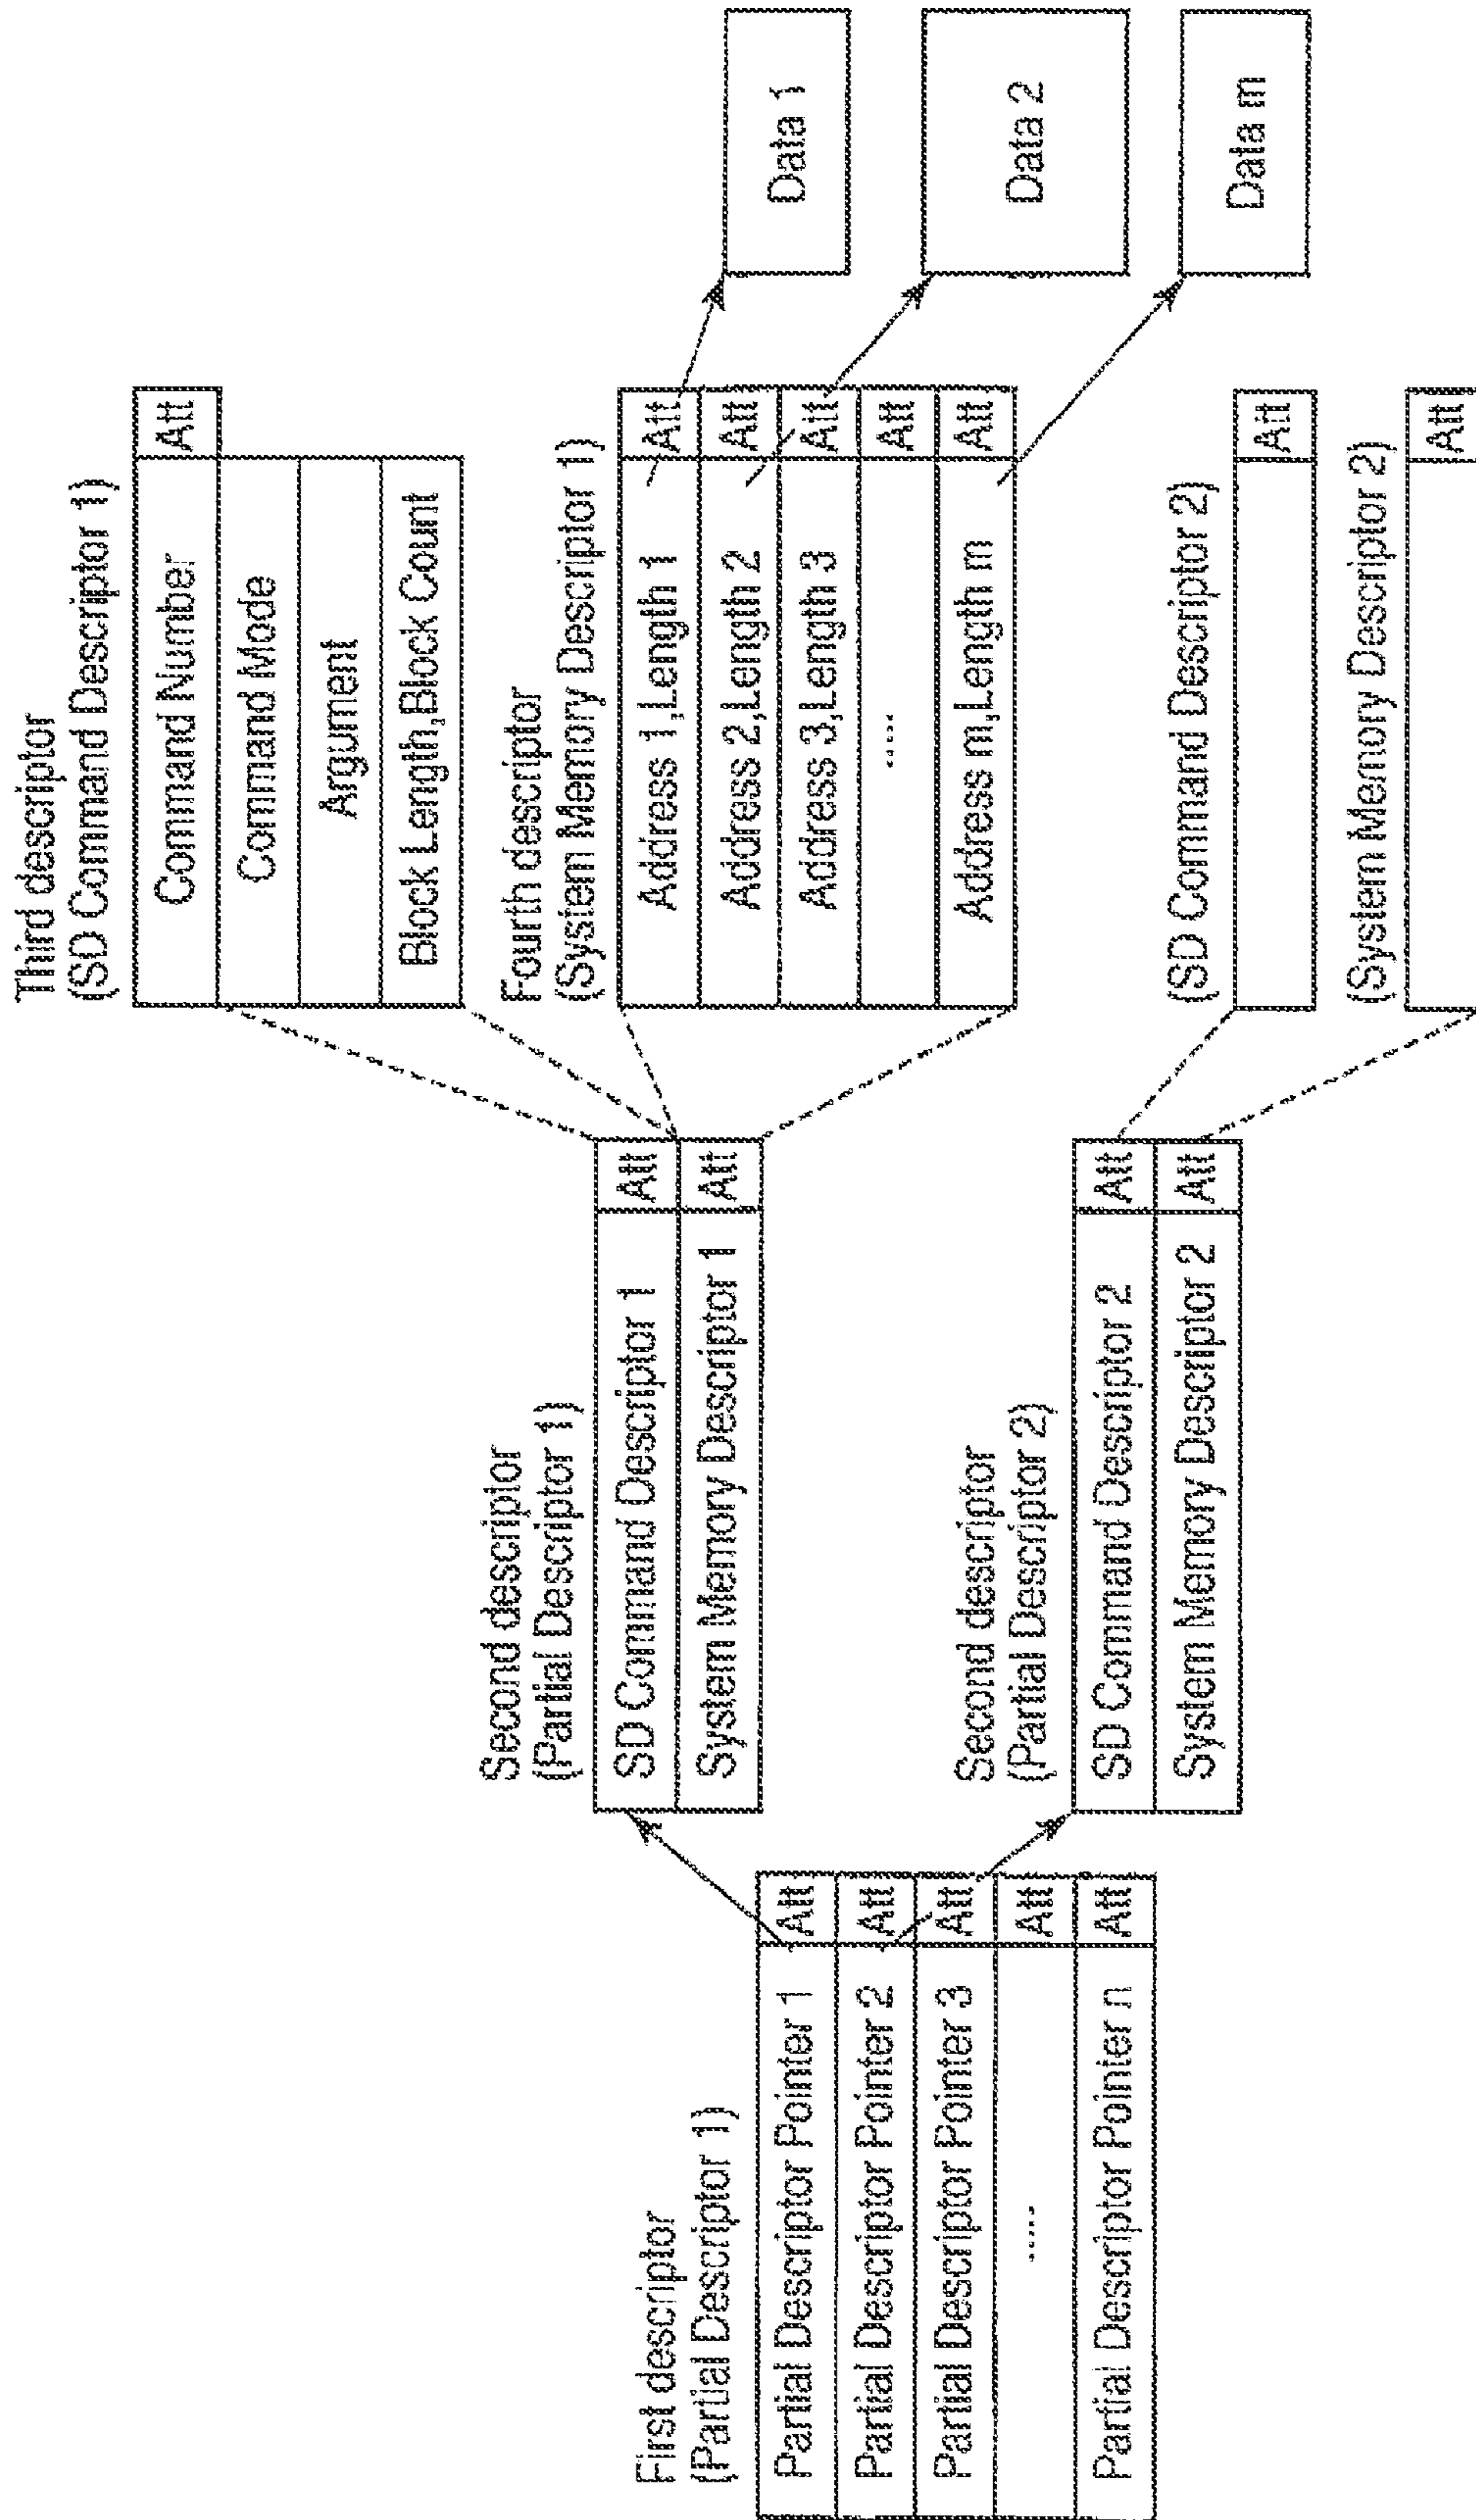 First descriptor
(Partial Descriptor 1)
Partial Descriptor Pointer 1 Att
Partial Descriptor Pointer 2 Att
Partial Descriptor Pointer 3 Att
..... Att
Partial Descriptor Pointer n Att
Second descriptor
(Partial Descriptor 1)
SD Command Descriptor 1 Att
System Memory Descriptor 1 Att
Second descriptor
(Partial Descriptor 2)
SD Command Descriptor 2 Att
System Memory Descriptor 2 Att
Third descriptor
(SD Command Descriptor 1)
Command Number Att
Command Mode
Argument
Block Length,Block Count
Fourth descriptor
(System Memory Descriptor 1)
Address 1,Length 1 Att
Address 2,Length 2 Att
Address 3,Length 3 Att
..... Att
Address m,Length m Att
(SD Command Descriptor 2)
Att
(System Memory Descriptor 2)
Att
Data 1
Data 2
Data m